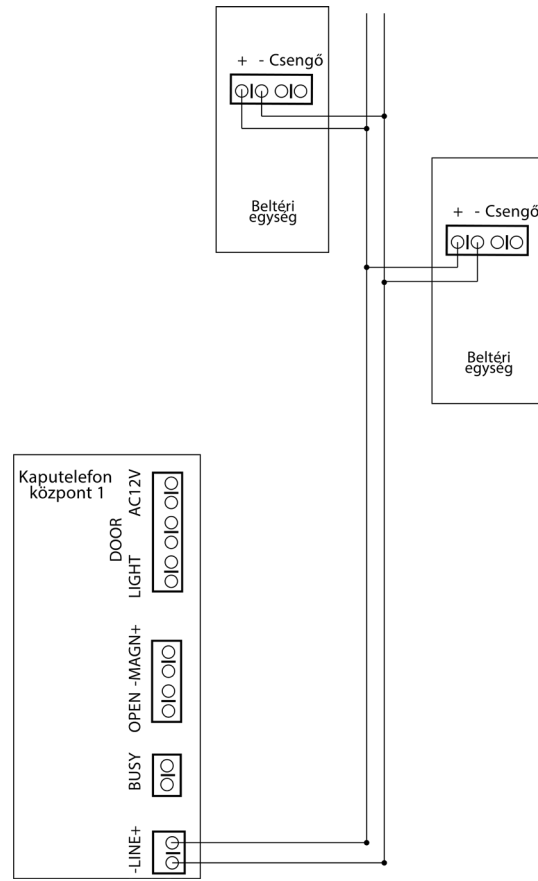 + - Csengő
Beltéri
egység
+ - Csengő
Beltéri
egység
Kaputelefon
központ 1
AC12V
DOOR
LIGHT
OPEN -MAGN+
BUSY
-LINE+